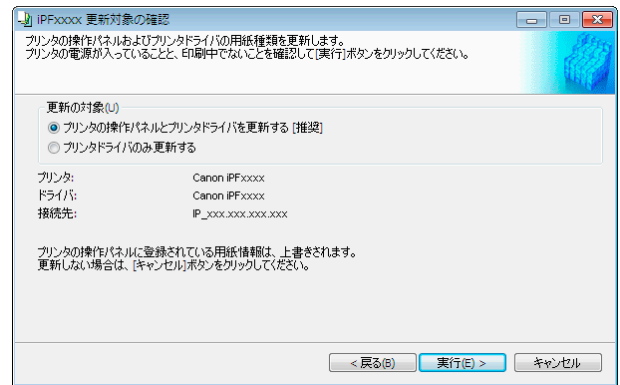 iPFxxxx 更新対象の確認
プリンタの操作パネルおよびプリンタドライバの用紙種類を更新します。
プリンタの電源が入っていることと、印刷中でないことを確認して[実行]ボタンをクリックしてください。
更新の対象(U)
プリンタの操作パネルとプリンタドライバを更新する [推奨]
プリンタドライバのみ更新する
プリンタ: Canon iPFxxxx
ドライバ: Canon iPFxxxx
接続先: IP_xxx.xxx.xxx.xxx
プリンタの操作パネルに登録されている用紙情報は、上書きされます。
更新しない場合は、[キャンセル]ボタンをクリックしてください。
< 戻る(B) 実行(E) > キャンセル